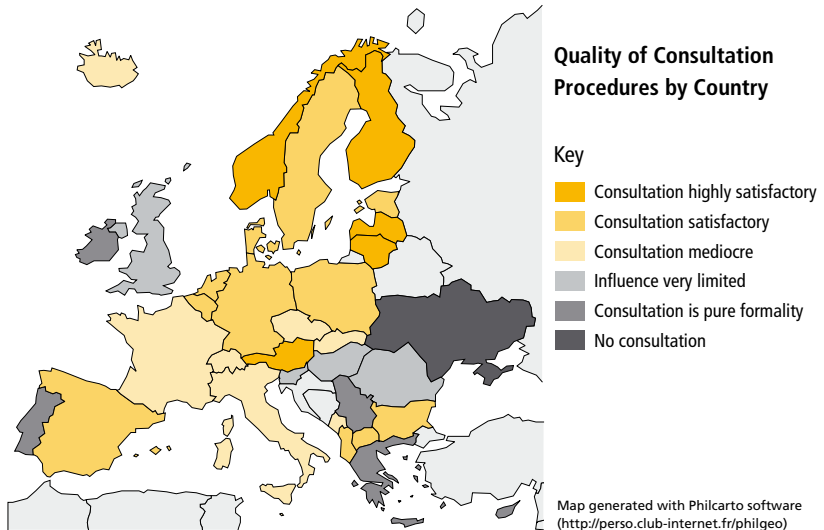 Quality of Consultation
Procedures by Country
Key
Consultation highly satisfactory
Consultation satisfactory
Consultation mediocre
Influence very limited
Consultation is pure formality
No consultation
Map generated with Philcarto software
(http://perso.club-internet.fr/philgeo)